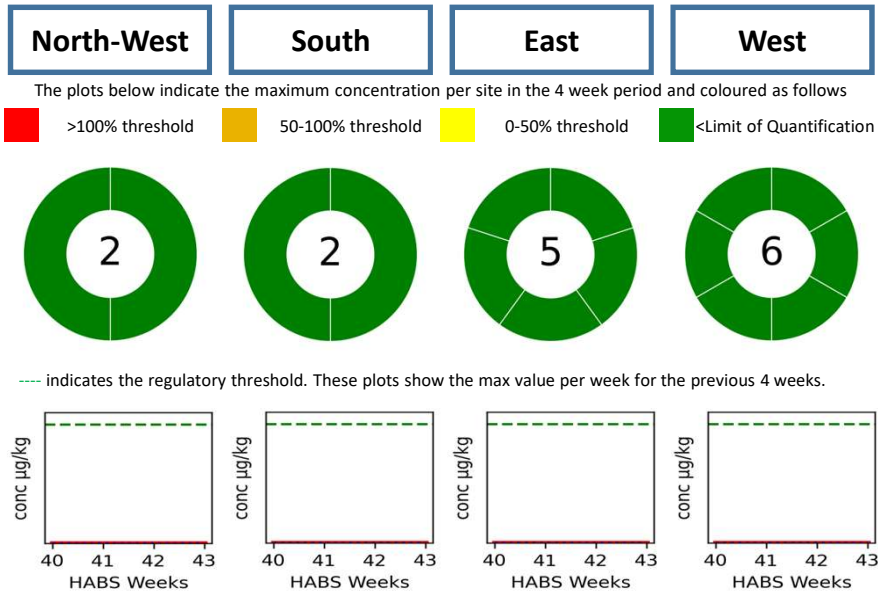 North-West South East West
The plots below indicate the maximum concentration per site in the 4 week period and coloured as follows
>100% threshold 50-100% threshold 0-50% threshold <Limit of Quantification
2 2 5 6
---- indicates the regulatory threshold. These plots show the max value per week for the previous 4 weeks.
conc µg/kg conc µg/kg conc µg/kg conc µg/kg
40 41 42 43 40 41 42 43 40 41 42 43 40 41 42 43
HABS Weeks HABS Weeks HABS Weeks HABS Weeks